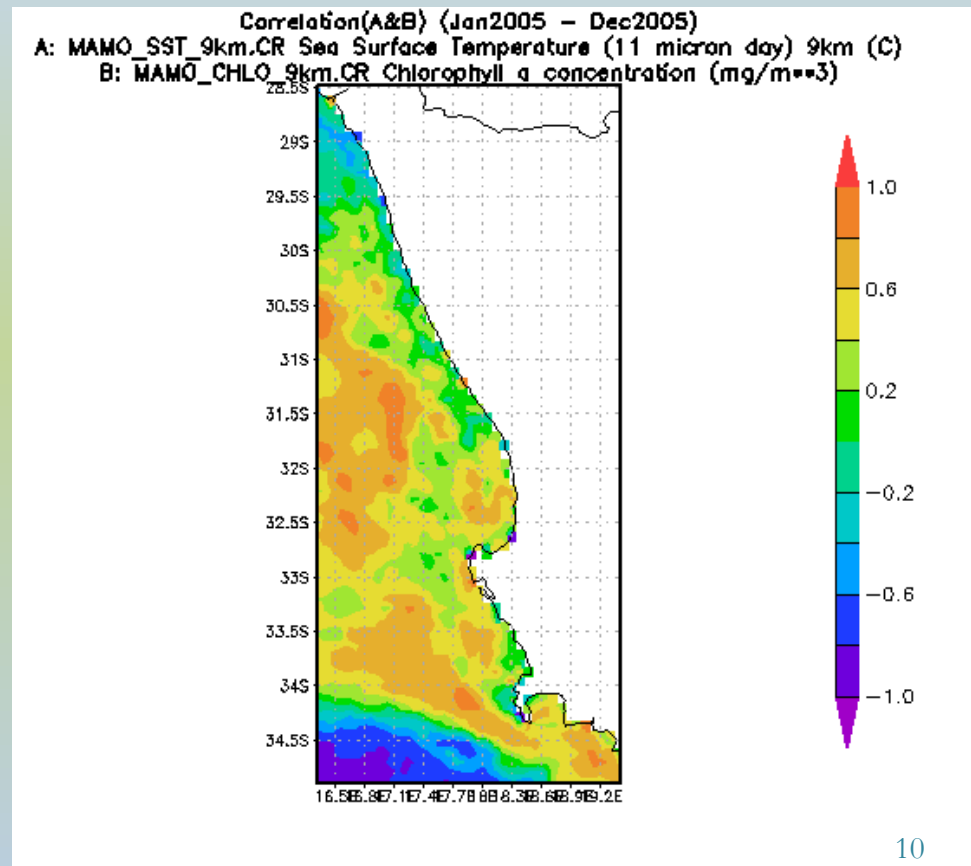 Correlation(A&B) (Jan2005 – Dec2005)
A: MAMO_SST_9km.CR Sea Surface Temperature (11 micron day) 9km (C)
B: MAMO_CHLO_9km.CR Chlorophyll a concentration (mg/m**3)
28.5S
29S
29.5S
30S
30.5S
31S
31.5S
32S
32.5S
33S
33.5S
34S
34.5S
1.0
0.6
0.2
−0.2
−0.6
−1.0
10